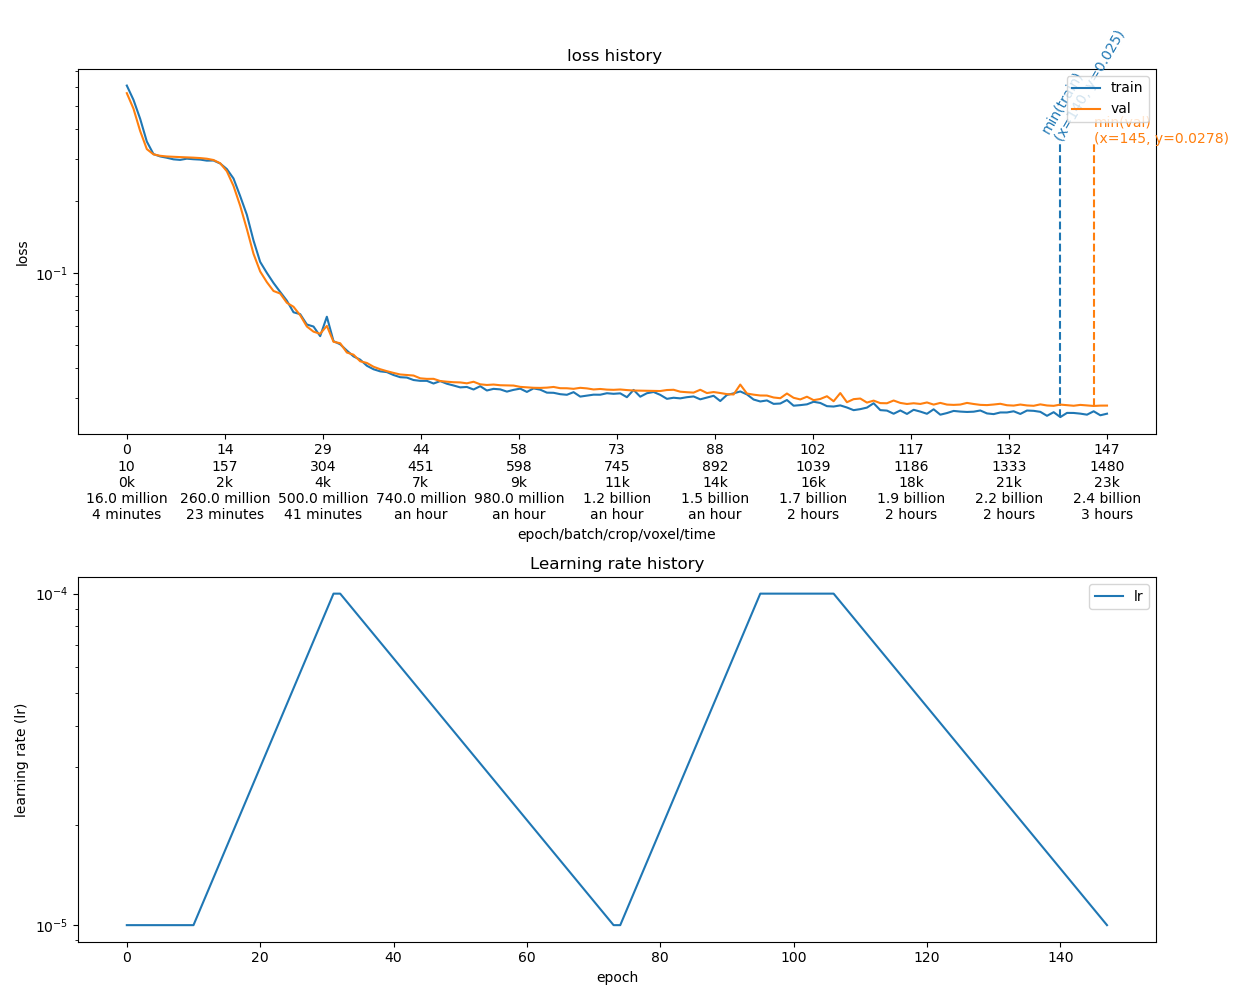 loss history
min(train)
(x=140, y=0.025)
train
val
min(val)
(x=145, y=0.0278)
loss
10⁻¹
0 14 29 44 58 73 88 102 117 132 147
10 157 304 451 598 745 892 1039 1186 1333 1480
0k 2k 4k 7k 9k 11k 14k 16k 18k 21k 23k
16.0 million 260.0 million 500.0 million 740.0 million 980.0 million 1.2 billion 1.5 billion 1.7 billion 1.9 billion 2.2 billion 2.4 billion
4 minutes 23 minutes 41 minutes an hour an hour an hour an hour 2 hours 2 hours 2 hours 3 hours
epoch/batch/crop/voxel/time
Learning rate history
lr
learning rate (lr)
10⁻⁴
10⁻⁵
0 20 40 60 80 100 120 140
epoch